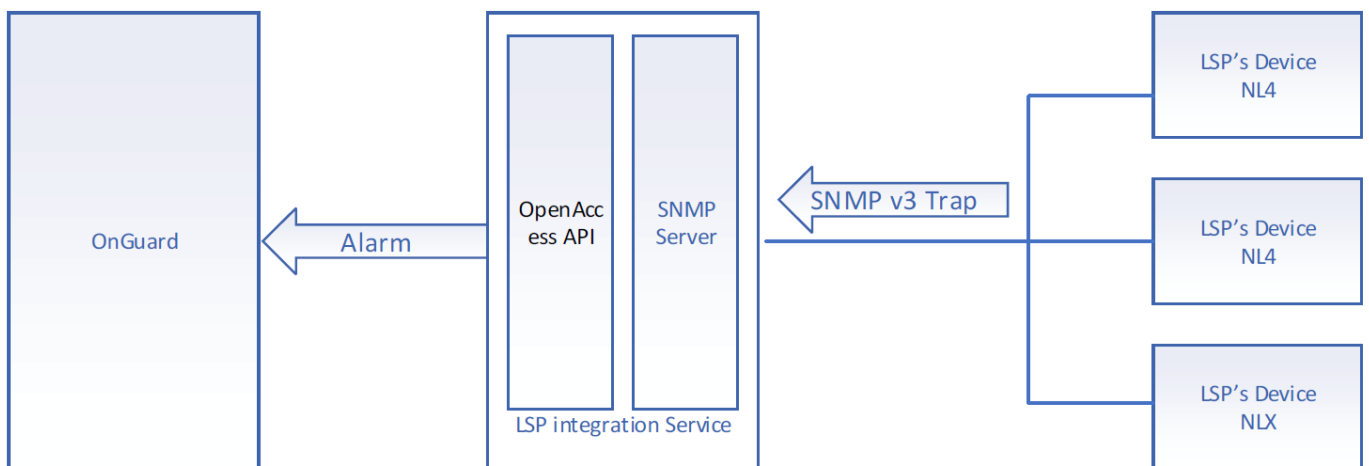 OnGuard
Alarm
OpenAcc
ess API
SNMP
Server
LSP integration Service
SNMP v3 Trap
LSP’s Device
NL4
LSP’s Device
NL4
LSP’s Device
NLX